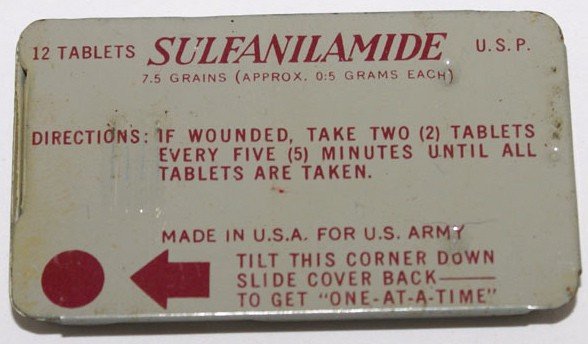 12 TABLETS SULFANILAMIDE U.S.P.
7.5 GRAINS (APPROX. 0:5 GRAMS EACH)
DIRECTIONS: IF WOUNDED, TAKE TWO (2) TABLETS
EVERY FIVE (5) MINUTES UNTIL ALL
TABLETS ARE TAKEN.
MADE IN U.S.A. FOR U.S. ARMY
TILT THIS CORNER DOWN
SLIDE COVER BACK——
TO GET "ONE-AT-A-TIME"